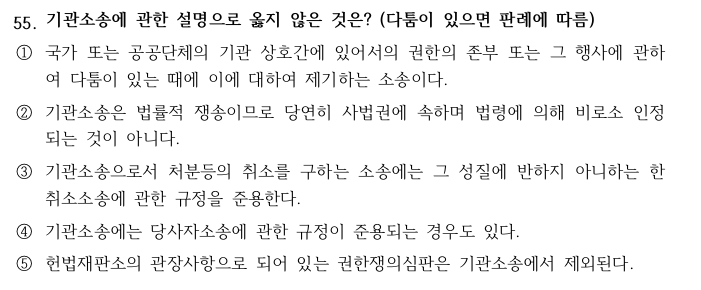 55. 기관소송에 관한 설명으로 옳지 않은 것은? (다툼이 있으면 판례에 따름)
① 국가 또는 공공단체의 기관 상호간에 있어서의 권한의 존부 또는 그 행사에 관하
여 다툼이 있는 때에 이에 대하여 제기하는 소송이다.
② 기관소송은 법률적 쟁송이므로 당연히 사법권에 속하며 법령에 의해 비로소 인정
되는 것이 아니다.
③ 기관소송으로서 처분등의 취소를 구하는 소송에는 그 성질에 반하지 아니하는 한
취소소송에 관한 규정을 준용한다.
④ 기관소송에는 당사자소송에 관한 규정이 준용되는 경우도 있다.
⑤ 헌법재판소의 관장사항으로 되어 있는 권한쟁의심판은 기관소송에서 제외된다.